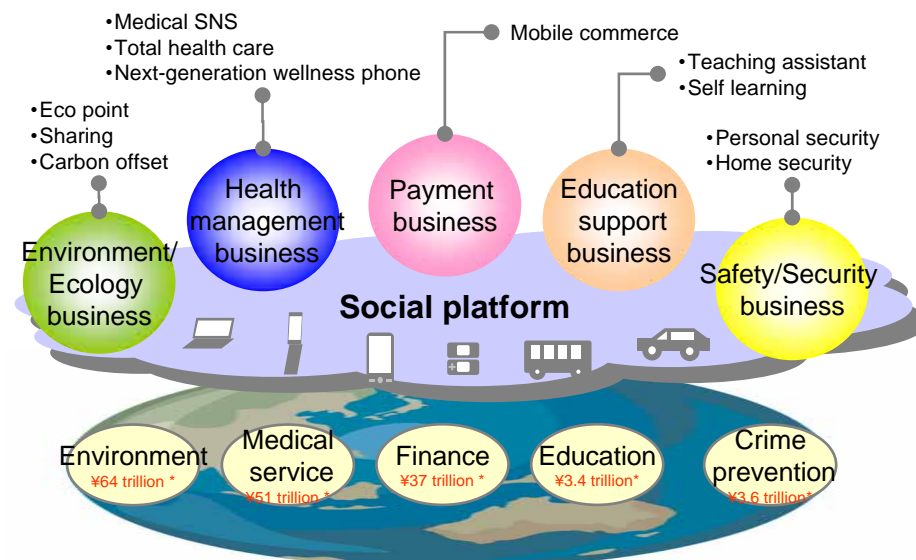 •Medical SNS
•Total health care
•Next-generation wellness phone
•Mobile commerce
•Teaching assistant
•Self learning
•Eco point
•Sharing
•Carbon offset
•Personal security
•Home security
Environment/
Ecology
business
Health
management
business
Payment
business
Education
support
business
Safety/Security
business
Social platform
Environment
¥64 trillion *
Medical
service
¥51 trillion *
Finance
¥37 trillion *
Education
¥3.4 trillion*
Crime
prevention
¥3.6 trillion*